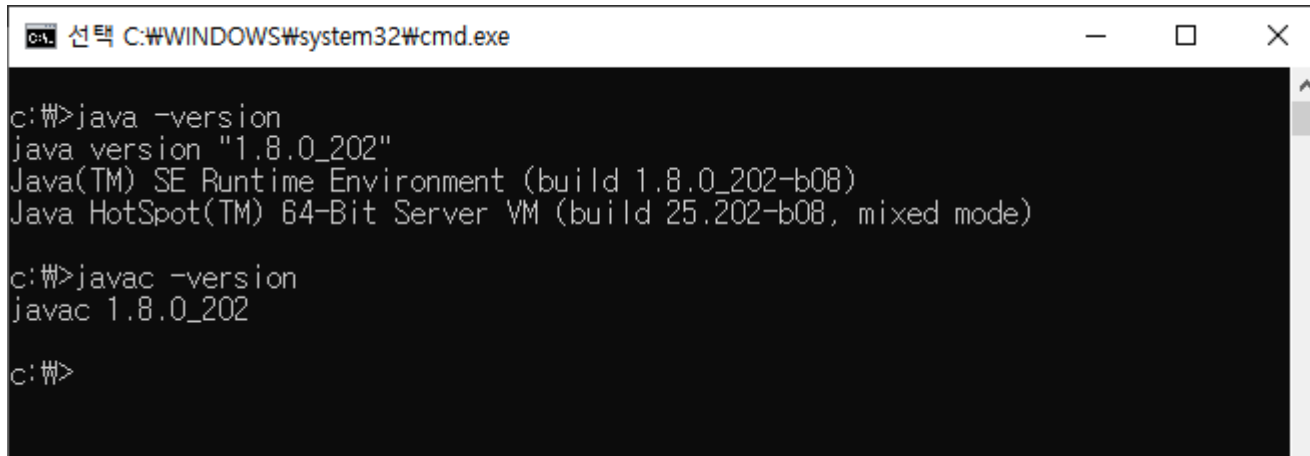 선택 C:₩WINDOWS₩system32₩cmd.exe
c:₩>java -version
java version "1.8.0_202"
Java(TM) SE Runtime Environment (build 1.8.0_202-b08)
Java HotSpot(TM) 64-Bit Server VM (build 25.202-b08, mixed mode)
c:₩>javac -version
javac 1.8.0_202
c:₩>